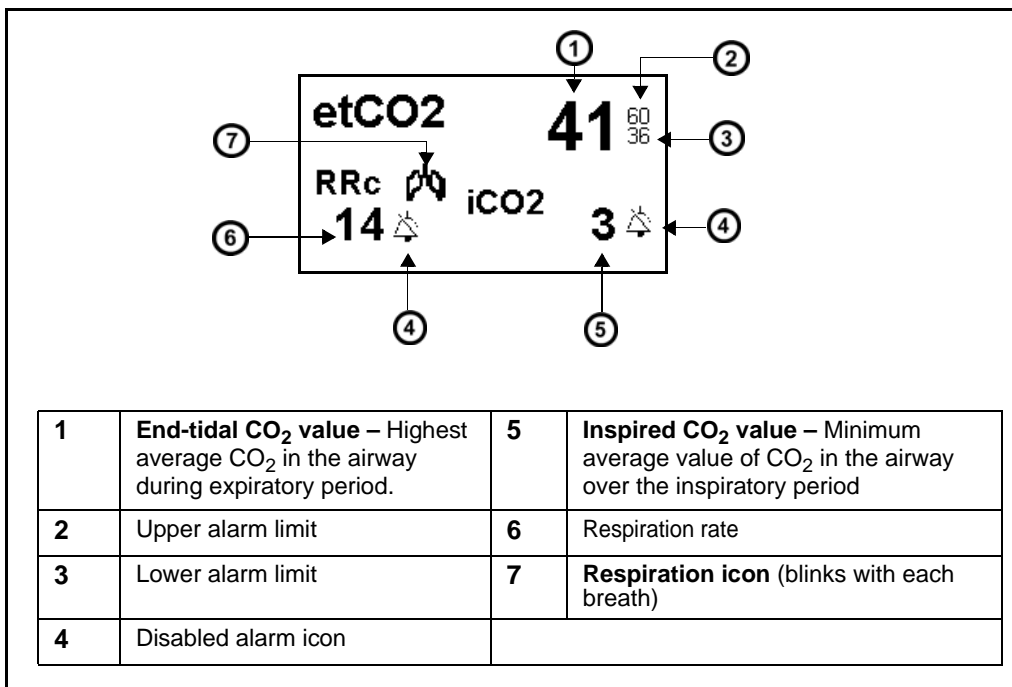 1
2
etCO2
41
60
36
3
7
RRc
iCO2
14
3
4
6
4
5
1 End-tidal CO2 value – Highest
average CO2 in the airway
during expiratory period.
5 Inspired CO2 value – Minimum
average value of CO2 in the airway
over the inspiratory period
2 Upper alarm limit
6 Respiration rate
3 Lower alarm limit
7 Respiration icon (blinks with each
breath)
4 Disabled alarm icon